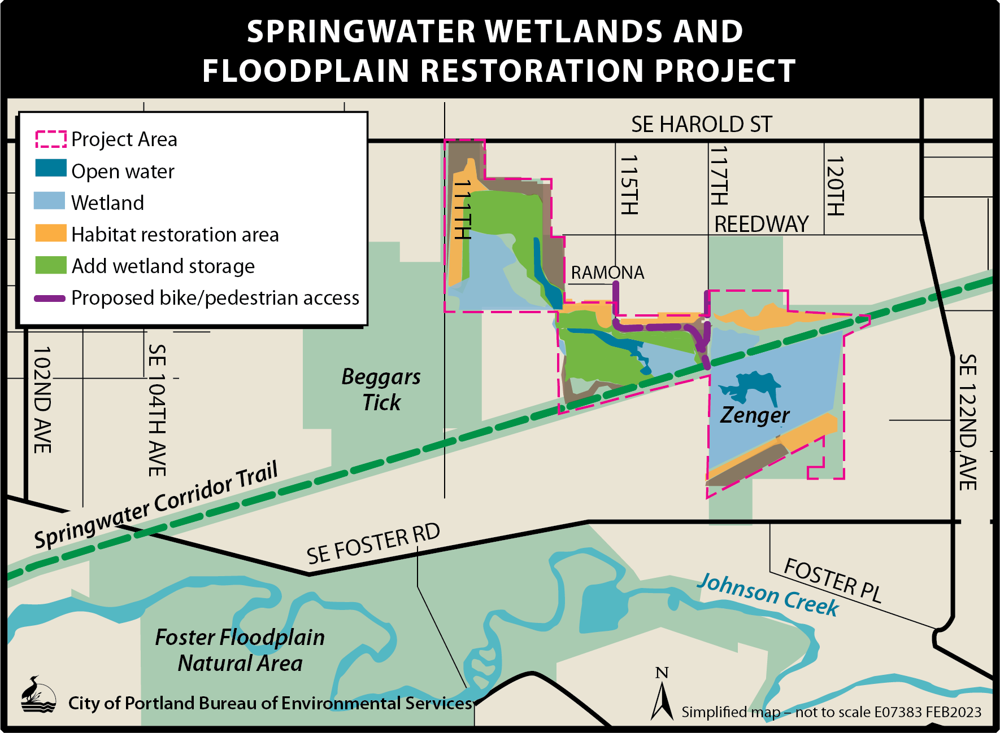 SPRINGWATER WETLANDS AND
FLOODPLAIN RESTORATION PROJECT
Project Area
Open water
Wetland
Habitat restoration area
Add wetland storage
Proposed bike/pedestrian access
SE HAROLD ST
111TH
115TH
117TH
120TH
REEDWAY
RAMONA
102ND AVE
SE 104TH AVE
Beggars
Tick
Zenger
SE 122ND AVE
Springwater Corridor Trail
SE FOSTER RD
FOSTER PL
Johnson Creek
Foster Floodplain
Natural Area
N
City of Portland Bureau of Environmental Services
Simplified map – not to scale E07383 FEB2023